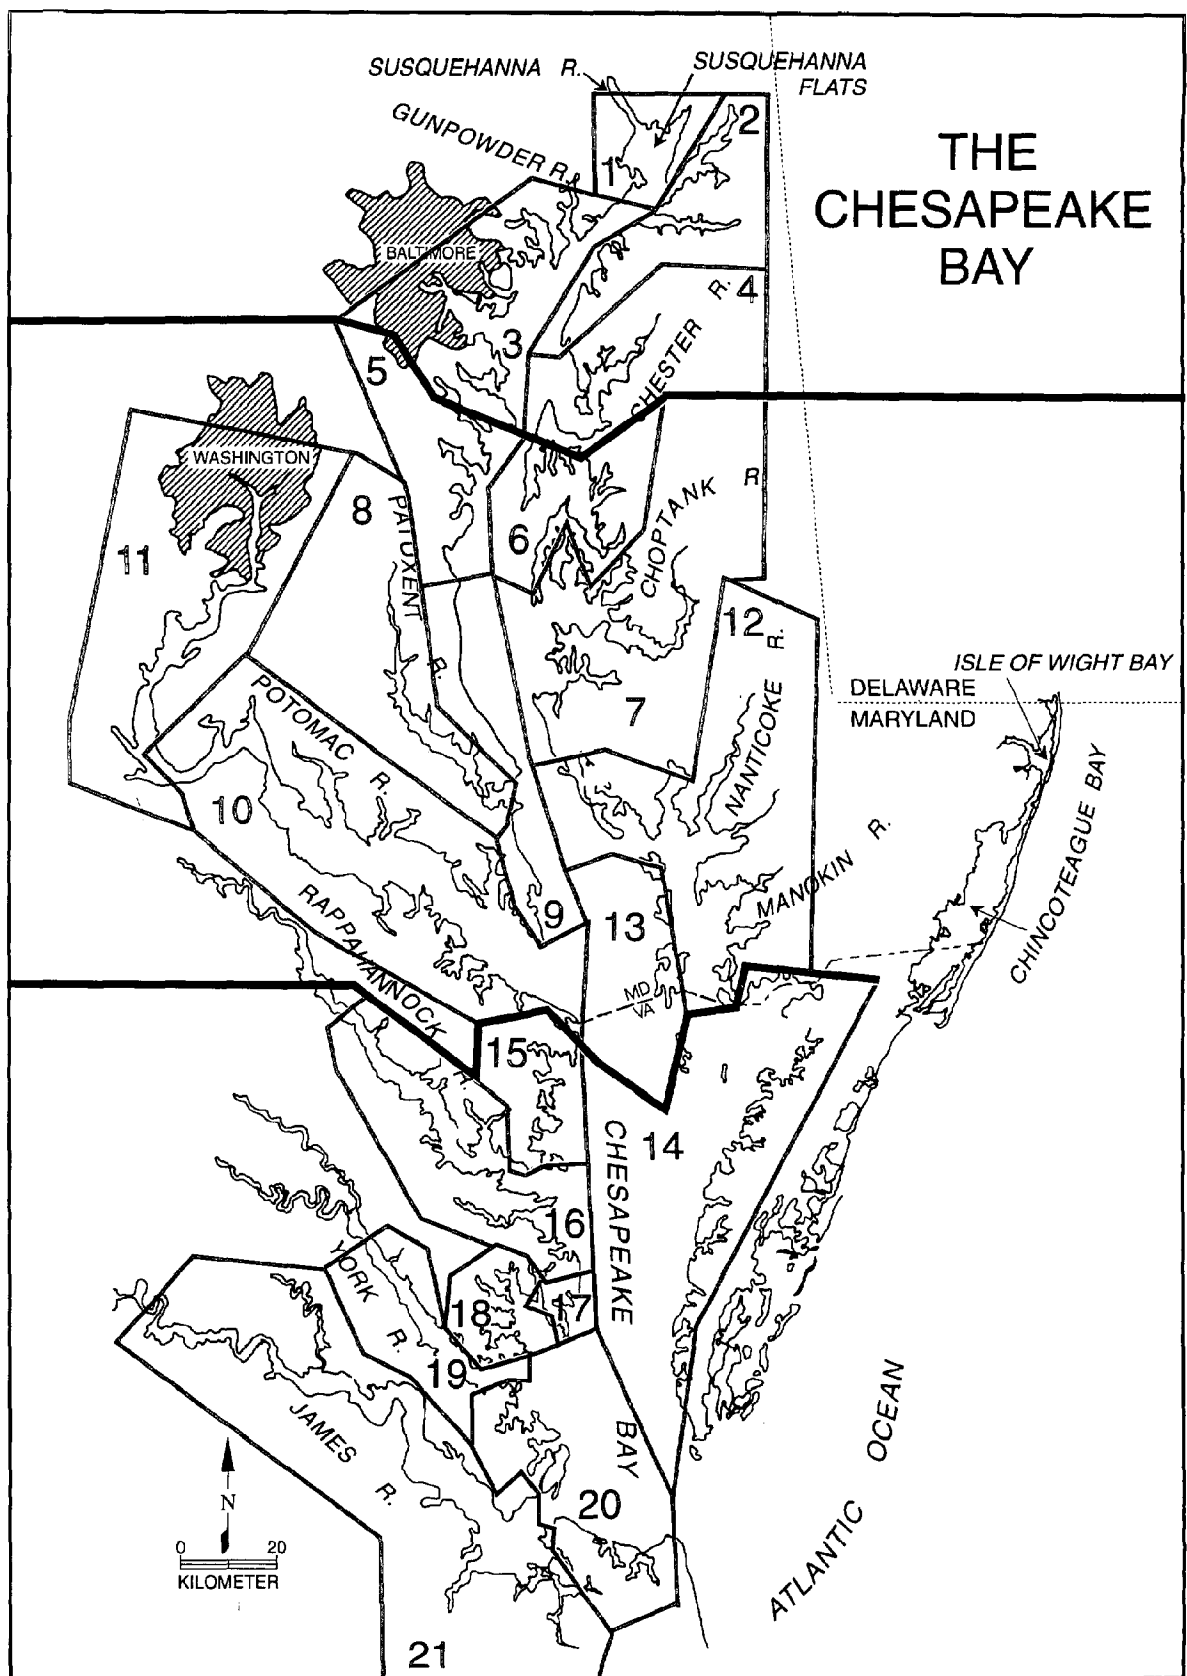 SUSQUEHANNA R.
SUSQUEHANNA
FLATS
GUNPOWDER R.
THE
CHESAPEAKE
BAY
1
2
BALTIMORE
3
4
CHESTER R.
5
WASHINGTON
8
PATUXENT R.
11
6
CHOPTANK R
12
7
NANTICOKE R.
ISLE OF WIGHT BAY
DELAWARE
MARYLAND
POTOMAC R.
10
9
13
MANOKIN R.
CHINCOTEAGUE BAY
RAPPAHANNOCK
MD
VA
15
14
CHESAPEAKE
BAY
16
17
18
YORK R.
19
JAMES R.
20
ATLANTIC OCEAN
N
0 20
KILOMETER
21